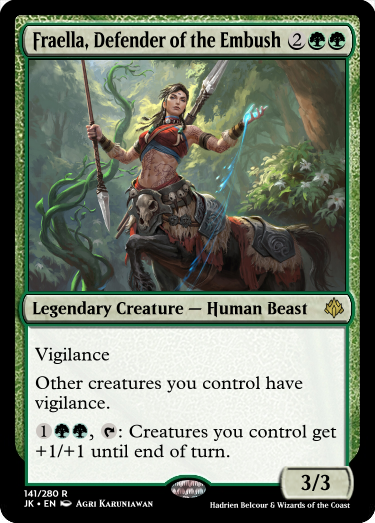 Fraella, Defender of the Embush 2
Legendary Creature — Human Beast
Vigilance
Other creatures you control have
vigilance.
1, : Creatures you control get
+1/+1 until end of turn.
3/3
141/280 R
JK • EN Agri Karuniawan
Hadrien Belcour & Wizards of the Coast